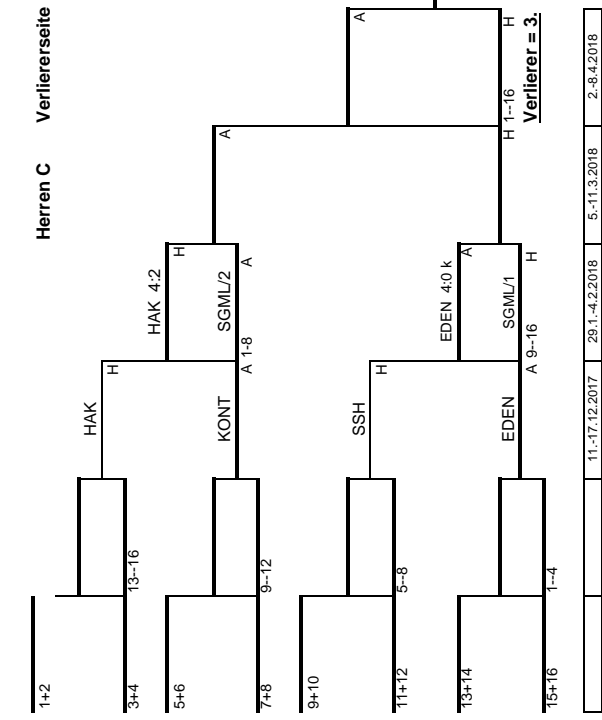 Herren C Verliererseite
1+2
3+4
5+6
7+8
9+10
11+12
13+14
15+16
13--16
9--12
5--8
1--4
HAK
H
KONT
A
1-8
SSH
H
EDEN
A
9--16
HAK 4:2
H
SGML/2
A
EDEN 4:0 k
A
SGML/1
H
A
H
1--16
A
H
Verlierer = 3.
11.-17.12.2017
29.1.-4.2.2018
5.-11.3.2018
2.-8.4.2018